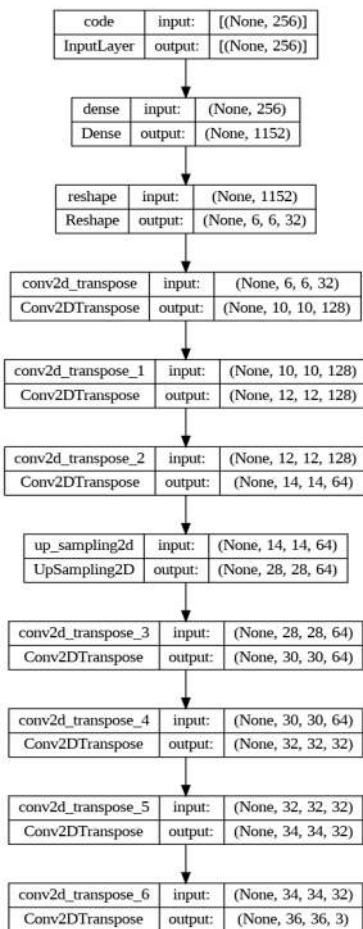 code input: [(None, 256)]
InputLayer output: [(None, 256)]
dense input: (None, 256)
Dense output: (None, 1152)
reshape input: (None, 1152)
Reshape output: (None, 6, 6, 32)
conv2d_transpose input: (None, 6, 6, 32)
Conv2DTranspose output: (None, 10, 10, 128)
conv2d_transpose_1 input: (None, 10, 10, 128)
Conv2DTranspose output: (None, 12, 12, 128)
conv2d_transpose_2 input: (None, 12, 12, 128)
Conv2DTranspose output: (None, 14, 14, 64)
up_sampling2d input: (None, 14, 14, 64)
UpSampling2D output: (None, 28, 28, 64)
conv2d_transpose_3 input: (None, 28, 28, 64)
Conv2DTranspose output: (None, 30, 30, 64)
conv2d_transpose_4 input: (None, 30, 30, 64)
Conv2DTranspose output: (None, 32, 32, 32)
conv2d_transpose_5 input: (None, 32, 32, 32)
Conv2DTranspose output: (None, 34, 34, 32)
conv2d_transpose_6 input: (None, 34, 34, 32)
Conv2DTranspose output: (None, 36, 36, 3)